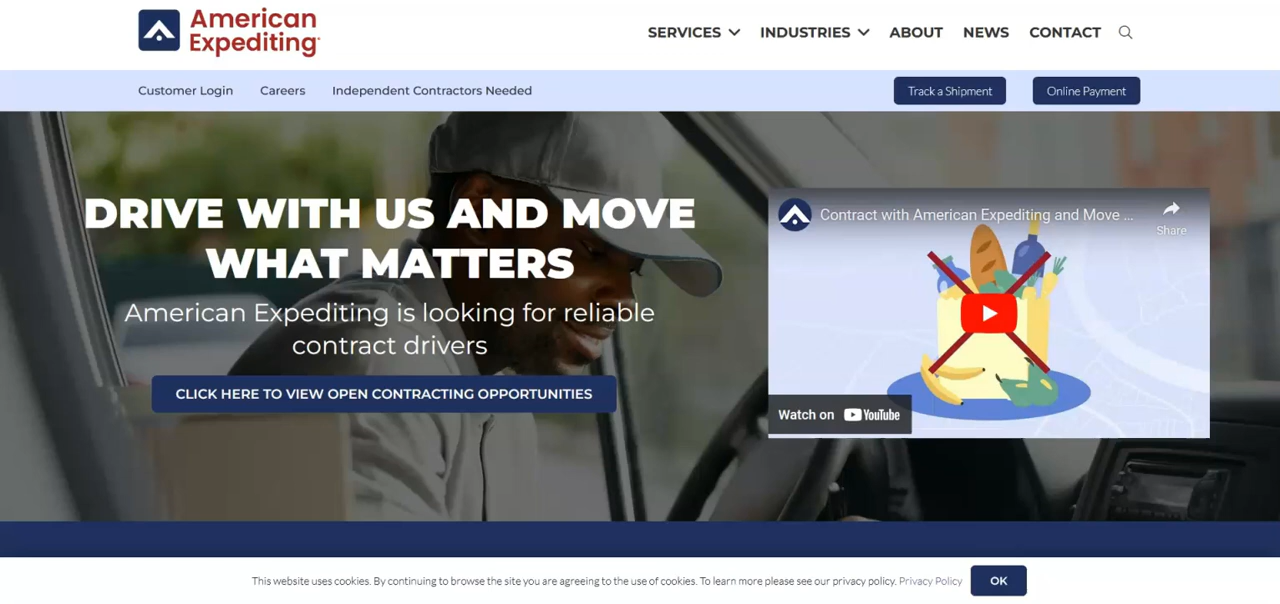 American
Expediting
SERVICES INDUSTRIES ABOUT NEWS CONTACT
Customer Login Careers Independent Contractors Needed Track a Shipment Online Payment
DRIVE WITH US AND MOVE
WHAT MATTERS
American Expediting is looking for reliable
contract drivers
CLICK HERE TO VIEW OPEN CONTRACTING OPPORTUNITIES
Contract with American Expediting and Move ...
Share
Watch on YouTube
This website uses cookies. By continuing to browse the site you are agreeing to the use of cookies. To learn more please see our privacy policy. Privacy Policy OK